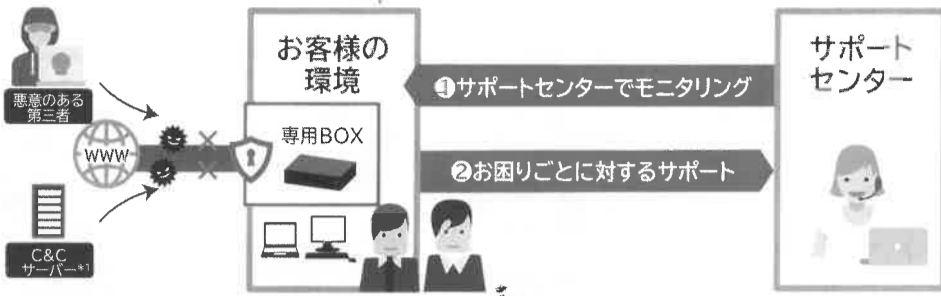 悪意のある
第三者
WWW
C&C
サーバー*1
お客様の
環境
専用BOX
❶サポートセンターでモニタリング
❷お困りごとに対するサポート
サポート
センター